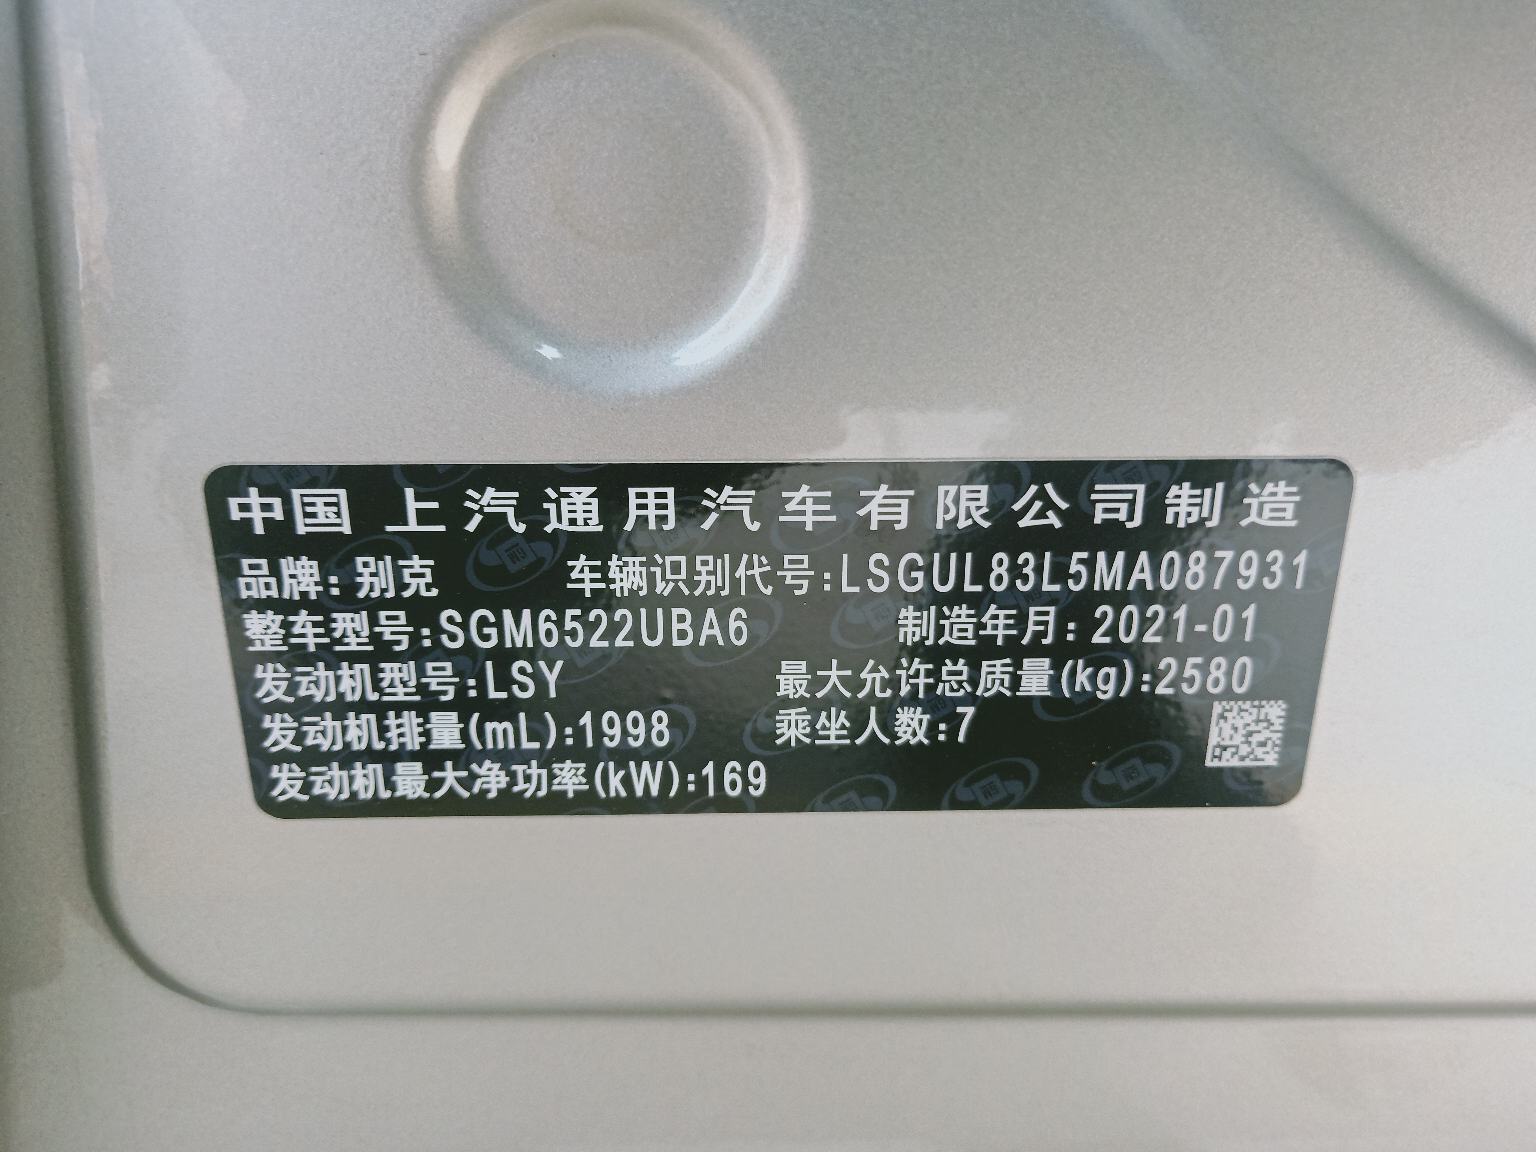 中国 上汽通用汽车有限公司制造
品牌: 别克 车辆识别代号:LSGUL83L5MA087931
整车型号:SGM6522UBA6 制造年月: 2021-01
发动机型号:LSY 最大允许总质量(kg):2580
发动机排量(mL):1998 乘坐人数:7
发动机最大净功率(kW):169